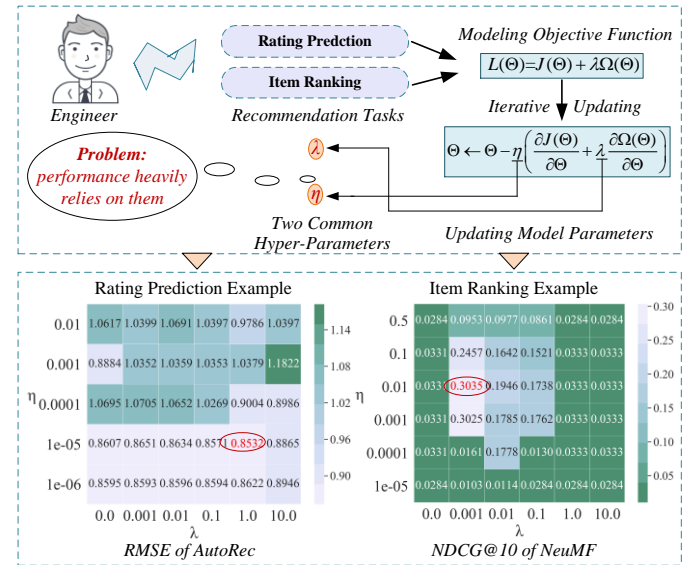 Rating Predction
Item Ranking
Engineer
Recommendation Tasks
Modeling Objective Function
L(Θ)=J(Θ) + λΩ(Θ)
Iterative Updating
Θ ← Θ − η(∂J(Θ)/∂Θ + λ ∂Ω(Θ)/∂Θ)
Updating Model Parameters
Problem:
performance heavily
relies on them
λ
η
Two Common
Hyper-Parameters
Rating Prediction Example
0.01 1.0617 1.0399 1.0691 1.0397 0.9786 1.0397
0.001 0.8884 1.0352 1.0359 1.0353 1.0379 1.1822
η
0.0001 1.0695 1.0705 1.0652 1.0269 0.9004 0.8986
1e-05 0.8607 0.8651 0.8634 0.8571 0.8532 0.8865
1e-06 0.8595 0.8593 0.8596 0.8594 0.8622 0.8946
0.0 0.001 0.01 0.1 1.0 10.0
λ
1.14
1.08
1.02
0.96
0.90
RMSE of AutoRec
Item Ranking Example
0.5 0.0284 0.0953 0.0977 0.0861 0.0284 0.0284
0.1 0.0331 0.2457 0.1642 0.1521 0.0333 0.0333
η
0.01 0.0331 0.3035 0.1946 0.1738 0.0333 0.0333
0.001 0.0331 0.3025 0.1785 0.1762 0.0333 0.0333
0.0001 0.0331 0.0161 0.1778 0.0130 0.0333 0.0333
1e-05 0.0284 0.0103 0.0114 0.0284 0.0284 0.0284
0.0 0.001 0.01 0.1 1.0 10.0
λ
0.30
0.25
0.20
0.15
0.10
0.05
NDCG@10 of NeuMF